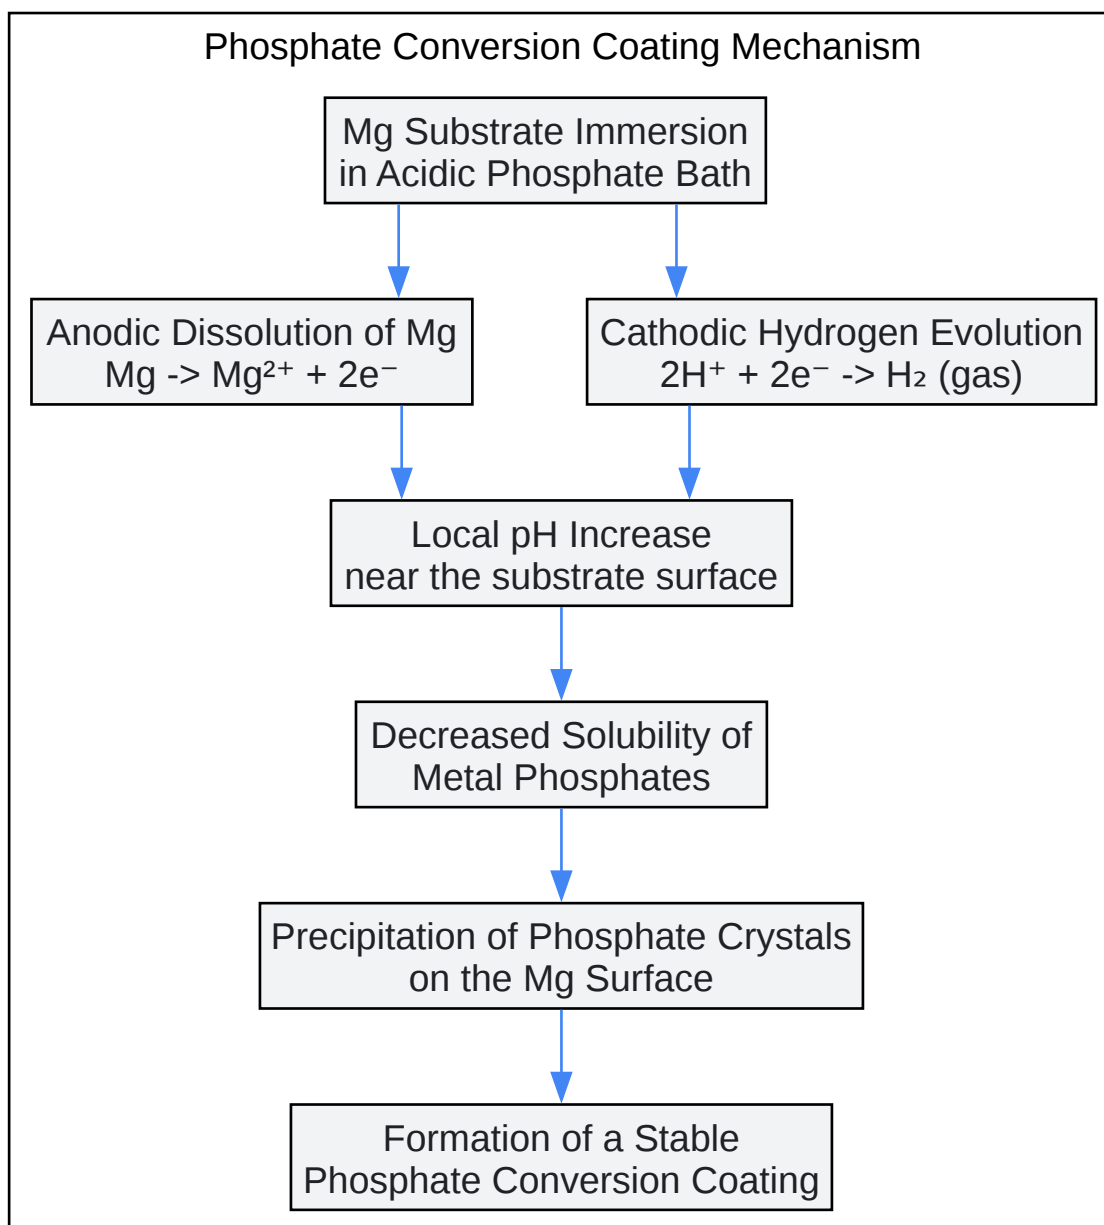 Phosphate Conversion Coating Mechanism
Mg Substrate Immersion
in Acidic Phosphate Bath
Anodic Dissolution of Mg
Mg -> Mg²⁺ + 2e⁻
Cathodic Hydrogen Evolution
2H⁺ + 2e⁻ -> H₂ (gas)
Local pH Increase
near the substrate surface
Decreased Solubility of
Metal Phosphates
Precipitation of Phosphate Crystals
on the Mg Surface
Formation of a Stable
Phosphate Conversion Coating